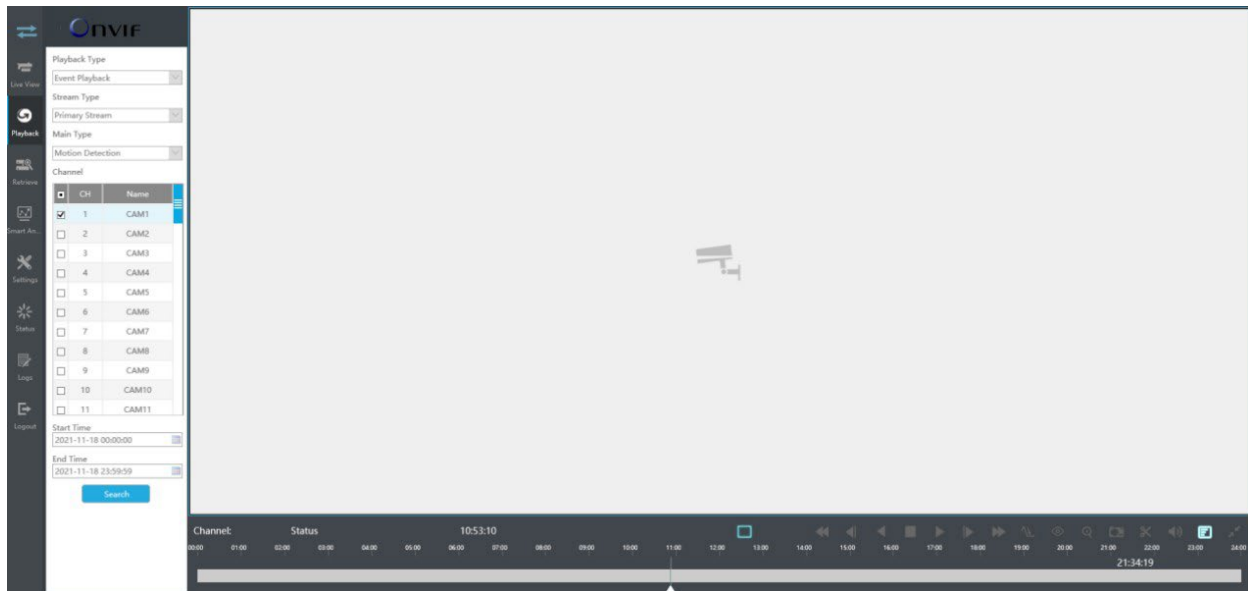 Onvif
Live View
Playback
Retrieve
Smart An...
Settings
Status
Logs
Logout
Playback Type
Event Playback
Stream Type
Primary Stream
Main Type
Motion Detection
Channel
CH Name
1 CAM1
2 CAM2
3 CAM3
4 CAM4
5 CAM5
6 CAM6
7 CAM7
8 CAM8
9 CAM9
10 CAM10
11 CAM11
Start Time
2021-11-18 00:00:00
End Time
2021-11-18 23:59:59
Search
Channel: Status 10:53:10
00:00 01:00 02:00 03:00 04:00 05:00 06:00 07:00 08:00 09:00 10:00 11:00 12:00 13:00 14:00 15:00 16:00 17:00 18:00 19:00 20:00 21:00 22:00 23:00 24:00
21:34:19